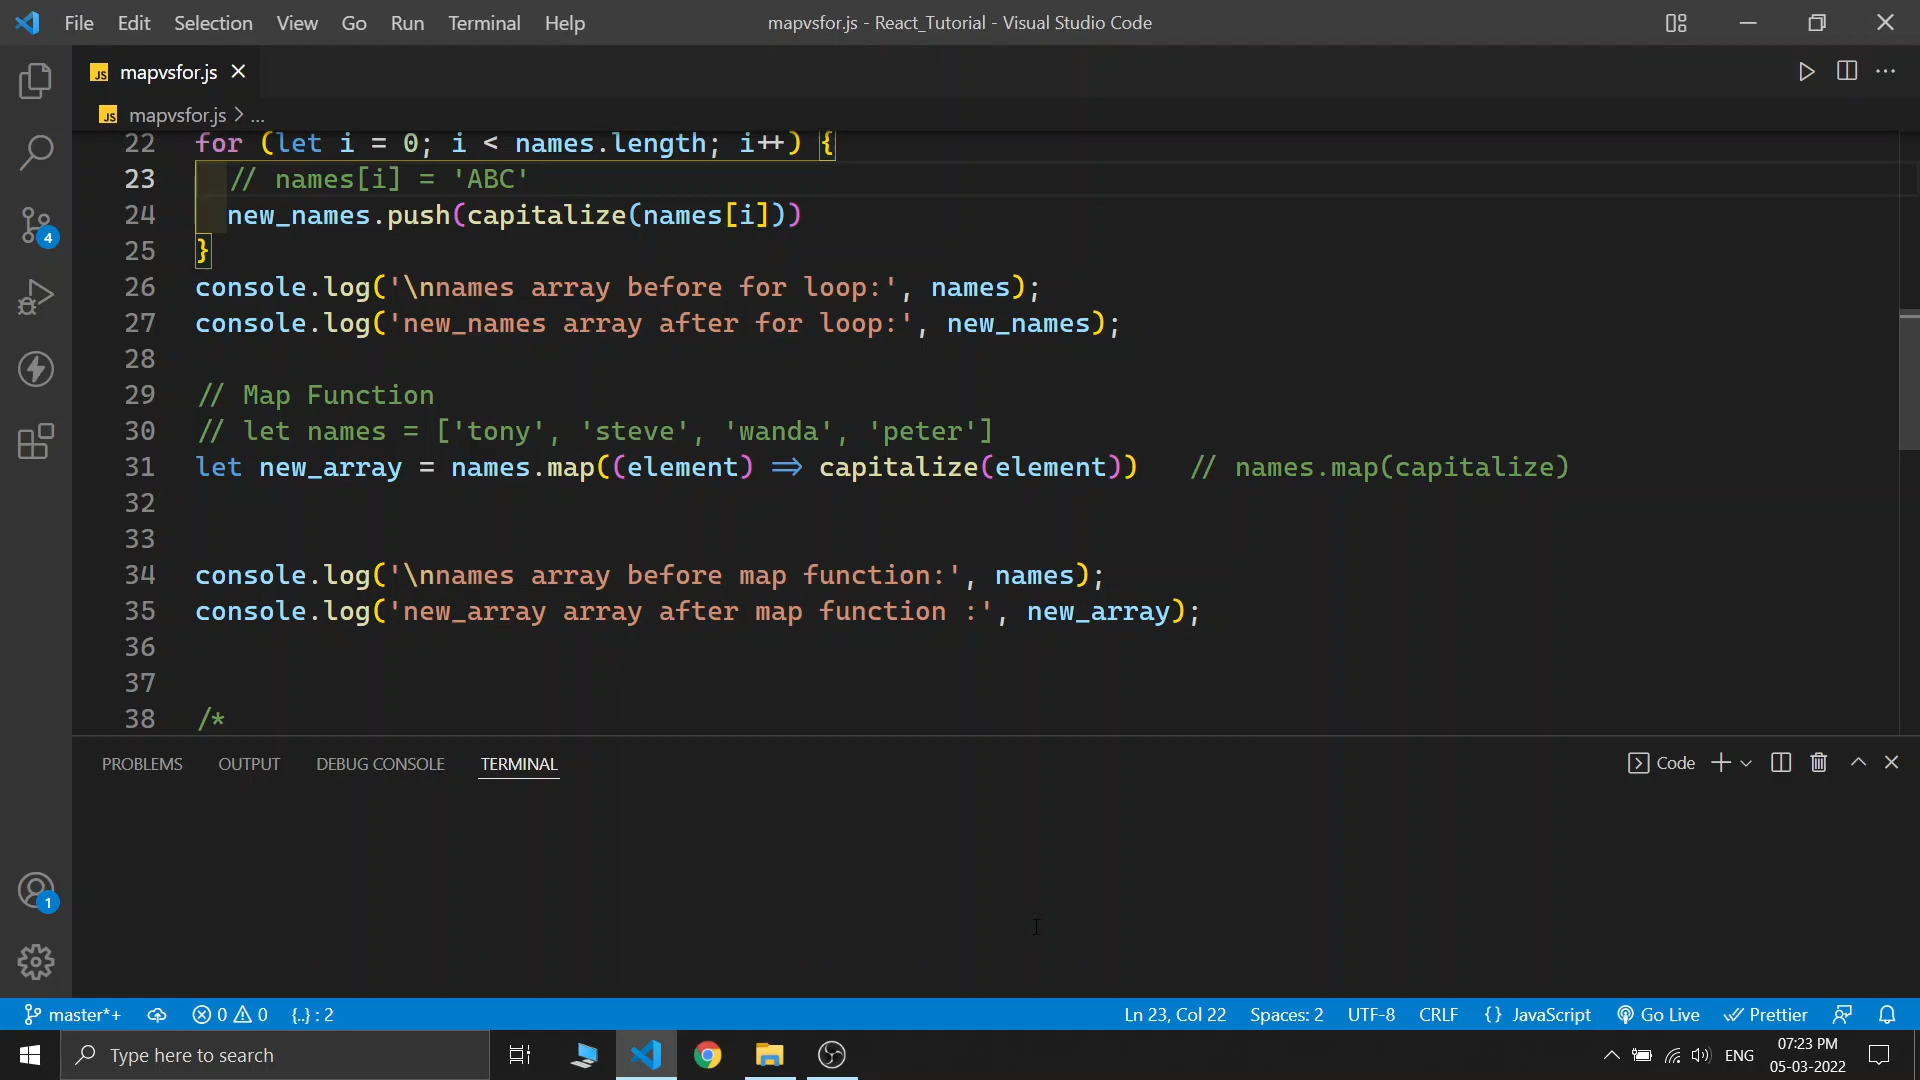 File Edit Selection View Go Run Terminal Help
mapvsfor.js - React_Tutorial - Visual Studio Code
JS mapvsfor.js
JS mapvsfor.js > ...
22 for (let i = 0; i < names.length; i++) {
23 // names[i] = 'ABC'
24 new_names.push(capitalize(names[i]))
25 }
26 console.log('\nnames array before for loop:', names);
27 console.log('new_names array after for loop:', new_names);
28
29 // Map Function
30 // let names = ['tony', 'steve', 'wanda', 'peter']
31 let new_array = names.map((element) => capitalize(element)) // names.map(capitalize)
32
33
34 console.log('\nnames array before map function:', names);
35 console.log('new_array array after map function :', new_array);
36
37
38 /*
4
1
PROBLEMS OUTPUT DEBUG CONSOLE TERMINAL
Code
master*+ 0 0 {..} : 2
Ln 23, Col 22 Spaces: 2 UTF-8 CRLF {} JavaScript Go Live Prettier
Type here to search
ENG
07:23 PM
05-03-2022